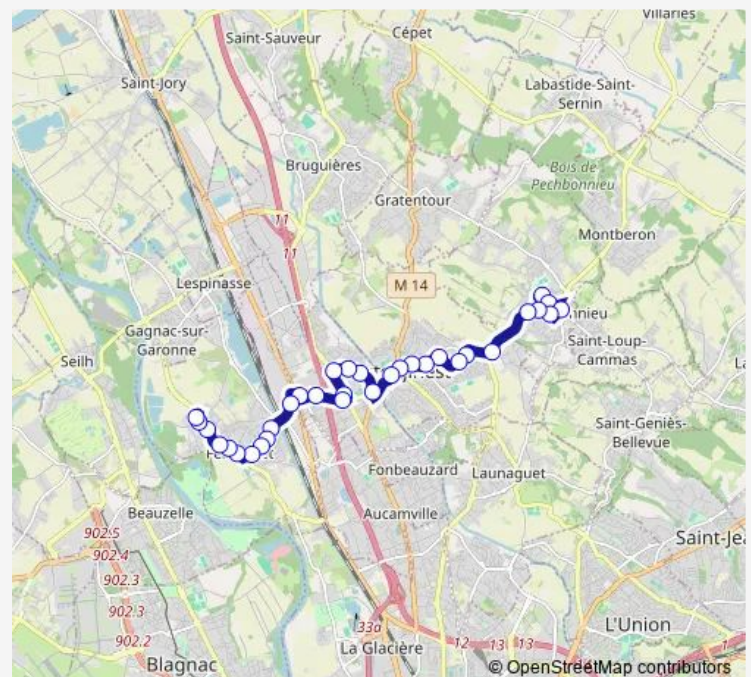 Villariès
Saint-Sauveur
Cépet
Saint-Jory
Labastide-Saint-
Sernin
Bruguières
Bois de
Pechbonnieu
Gratentour
11
11
Montberon
Lespinasse
M 14
Gagnac-sur-
Garonne
Seilh
Saint-Loup-
Cammas
Saint-Geniès-
Bellevue
Fonbeauzard
Launaguet
Beauzelle
Aucamville
902.5
902.4
902.3
902.3
902.2
Saint-Jea
L'Union
33a
12
13
13
1
La Glacière
Blagnac
© OpenStreetMap contributors